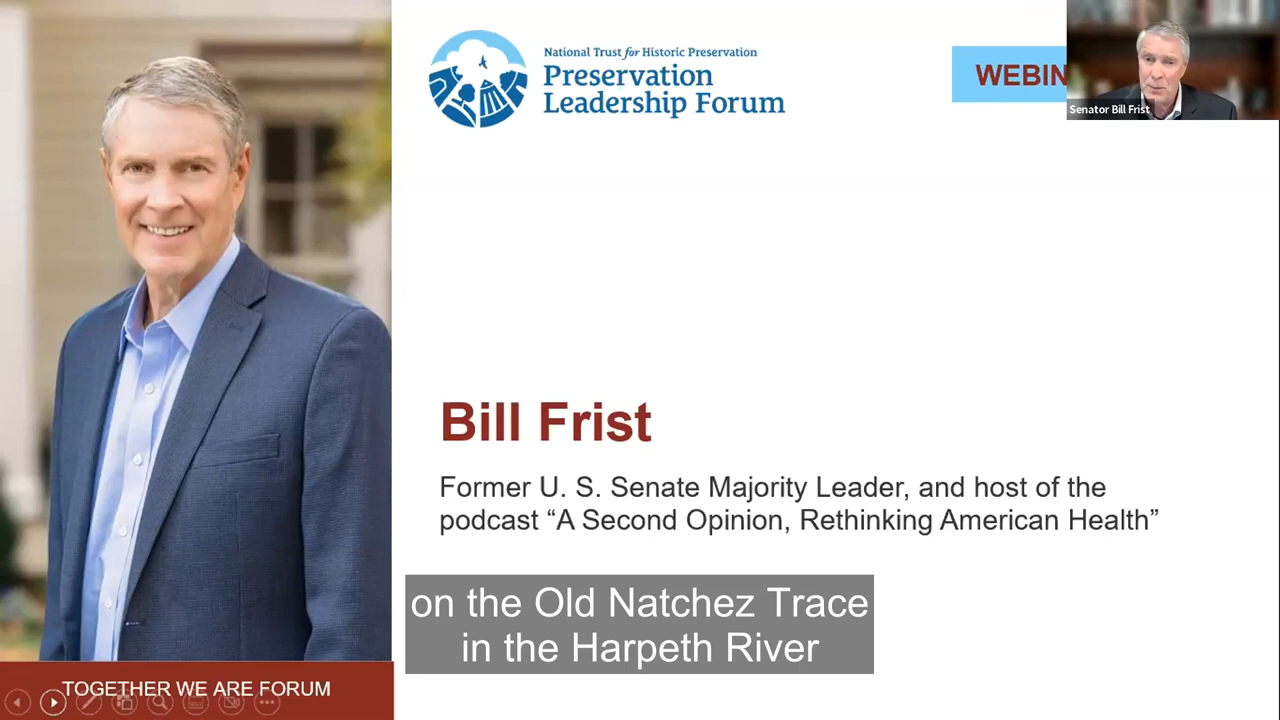 National Trust for Historic Preservation
Preservation
Leadership Forum
WEBIN
Senator Bill Frist
Bill Frist
Former U. S. Senate Majority Leader, and host of the
podcast “A Second Opinion, Rethinking American Health”
on the Old Natchez Trace
in the Harpeth River
TOGETHER WE ARE FORUM